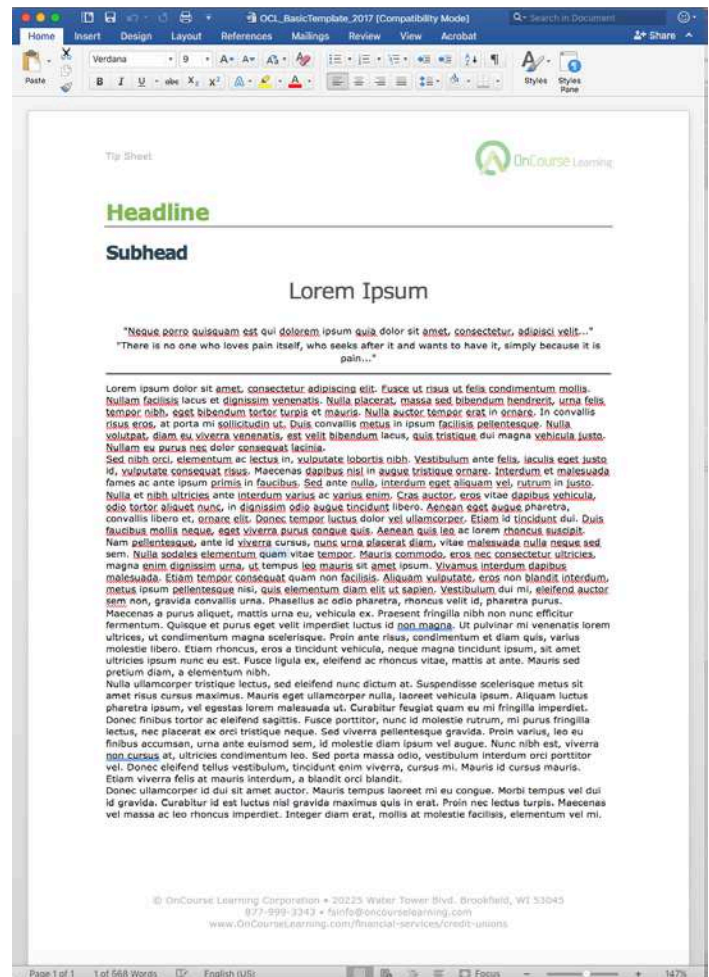 OCL_BasicTemplate_2017 [Compatibility Mode]
Search in Document
Home Insert Design Layout References Mailings Review View Acrobat Share
Verdana 9
Paste
B I U abc X₂ X²
Styles Styles Pane
Tip Sheet
OnCourse Learning
Headline
Subhead
Lorem Ipsum
"Neque porro quisquam est qui dolorem ipsum quia dolor sit amet, consectetur, adipisci velit..."
"There is no one who loves pain itself, who seeks after it and wants to have it, simply because it is
pain..."
Lorem ipsum dolor sit amet, consectetur adipiscing elit. Fusce ut risus ut felis condimentum mollis.
Nullam facilisis lacus et dignissim venenatis. Nulla placerat, massa sed bibendum hendrerit, urna felis
tempor nibh, eget bibendum tortor turpis et mauris. Nulla auctor tempor erat in ornare. In convallis
risus eros, at porta mi sollicitudin ut. Duis convallis metus in ipsum facilisis pellentesque. Nulla
volutpat, diam eu viverra venenatis, est velit bibendum lacus, quis tristique dui magna vehicula justo.
Nullam eu purus nec dolor consequat lacinia.
Sed nibh orci, elementum ac lectus in, vulputate lobortis nibh. Vestibulum ante felis, iaculis eget justo
id, vulputate consequat risus. Maecenas dapibus nisl in augue tristique ornare. Interdum et malesuada
fames ac ante ipsum primis in faucibus. Sed ante nulla, interdum eget aliquam vel, rutrum in justo.
Nulla et nibh ultricies ante interdum varius ac varius enim. Cras auctor, eros vitae dapibus vehicula,
odio tortor aliquet nunc, in dignissim odio augue tincidunt libero. Aenean eget augue pharetra,
convallis libero et, ornare elit. Donec tempor luctus dolor vel ullamcorper. Etiam id tincidunt dui. Duis
faucibus mollis neque, eget viverra purus congue quis. Aenean quis leo ac lorem rhoncus suscipit.
Nam pellentesque, ante id viverra cursus, nunc urna placerat diam, vitae malesuada nulla neque sed
sem. Nulla sodales elementum quam vitae tempor. Mauris commodo, eros nec consectetur ultricies,
magna enim dignissim urna, ut tempus leo mauris sit amet ipsum. Vivamus interdum dapibus
malesuada. Etiam tempor consequat quam non facilisis. Aliquam vulputate, eros non blandit interdum,
metus ipsum pellentesque nisi, quis elementum diam elit ut sapien. Vestibulum dui mi, eleifend auctor
sem non, gravida convallis urna. Phasellus ac odio pharetra, rhoncus velit id, pharetra purus.
Maecenas a purus aliquet, mattis urna eu, vehicula ex. Praesent fringilla nibh non nunc efficitur
fermentum. Quisque et purus eget velit imperdiet luctus id non magna. Ut pulvinar mi venenatis lorem
ultrices, ut condimentum magna scelerisque. Proin ante risus, condimentum et diam quis, varius
molestie libero. Etiam rhoncus, eros a tincidunt vehicula, neque magna tincidunt ipsum, sit amet
ultricies ipsum nunc eu est. Fusce ligula ex, eleifend ac rhoncus vitae, mattis at ante. Mauris sed
pretium diam, a elementum nibh.
Nulla ullamcorper tristique lectus, sed eleifend nunc dictum at. Suspendisse scelerisque metus sit
amet risus cursus maximus. Mauris eget ullamcorper nulla, laoreet vehicula ipsum. Aliquam luctus
pharetra ipsum, vel egestas lorem malesuada ut. Curabitur feugiat quam eu mi fringilla imperdiet.
Donec finibus tortor ac eleifend sagittis. Fusce porttitor, nunc id molestie rutrum, mi purus fringilla
lectus, nec placerat ex orci tristique neque. Sed viverra pellentesque gravida. Proin varius, leo eu
finibus accumsan, urna ante euismod sem, id molestie diam ipsum vel augue. Nunc nibh est, viverra
non cursus at, ultricies condimentum leo. Sed porta massa odio, vestibulum interdum orci porttitor
vel. Donec eleifend tellus vestibulum, tincidunt enim viverra, cursus mi. Mauris id cursus mauris.
Etiam viverra felis at mauris interdum, a blandit orci blandit.
Donec ullamcorper id dui sit amet auctor. Mauris tempus laoreet mi eu congue. Morbi tempus vel dui
id gravida. Curabitur id est luctus nisl gravida maximus quis in erat. Proin nec lectus turpis. Maecenas
vel massa ac leo rhoncus imperdiet. Integer diam erat, mollis at molestie facilisis, elementum vel mi.
© OnCourse Learning Corporation • 20225 Water Tower Blvd. Brookfield, WI 53045
877-999-3343 • fsinfo@oncourselearning.com
www.OnCourseLearning.com/financial-services/credit-unions
Page 1 of 1 1 of 568 Words English (US) Focus 147%